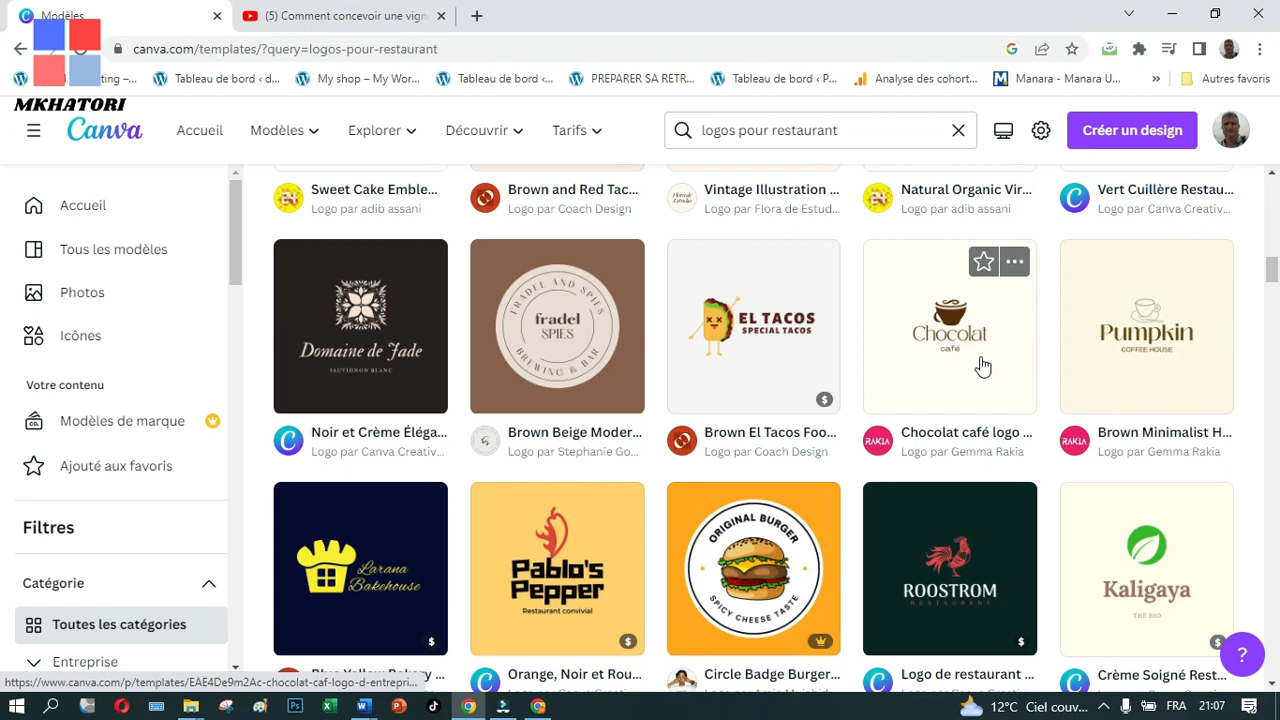 Modèles
(5) Comment concevoir une vign
canva.com/templates/?query=logos-pour-restaurant
Tableau de bord ‹ d...
My shop – My Wor...
Tableau de bord ‹...
PREPARER SA RETR...
Tableau de bord ‹ P...
Analyse des cohort...
Manara - Manara U...
»
Autres favoris
MKHATORI
Canva
Accueil
Modèles
Explorer
Découvrir
Tarifs
logos pour restaurant
Créer un design
Accueil
Tous les modèles
Photos
Icônes
Votre contenu
Modèles de marque
Ajouté aux favoris
Filtres
Catégorie
Toutes les catégories
Entreprise
Sweet Cake Emble...
Logo par adib assani
Brown and Red Tac...
Logo par Coach Design
Vintage Illustration ...
Logo par Flora de Estud...
Natural Organic Vir...
Logo par adib assani
Vert Cuillère Restau...
Logo par Canva Creativ...
Domaine de Jade
SAUVIGNON BLANC
FRADEL AND SPIES
fradel
SPIES
BREWING & BAR
EL TACOS
SPECIAL TACOS
$
Chocolat
café
Pumpkin
COFFEE HOUSE
Noir et Crème Éléga...
Logo par Canva Creativ...
Brown Beige Moder...
Logo par Stephanie Go...
Brown El Tacos Foo...
Logo par Coach Design
RAKIA
Chocolat café logo ...
Logo par Gemma Rakia
RAKIA
Brown Minimalist H...
Logo par Gemma Rakia
Larana
Bakehouse
$
Pablo's
Pepper
Restaurant convivial
$
ORIGINAL BURGER
SPICY CHEESE TASTE
ROOSTROM
RESTAURANT
$
Kaligaya
THÉ BIO
$
Orange, Noir et Rou...
Circle Badge Burger...
Logo de restaurant ...
Crème Soigné Rest...
?
https://www.canva.com/p/templates/EAE4De9m2Ac-chocolat-caf-logo-d-entrepri...
12°C Ciel couv...
FRA
21:07